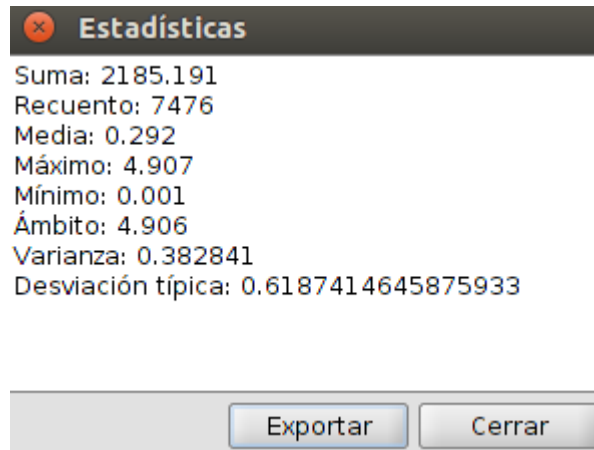 Estadísticas
Suma: 2185.191
Recuento: 7476
Media: 0.292
Máximo: 4.907
Mínimo: 0.001
Ámbito: 4.906
Varianza: 0.382841
Desviación típica: 0.6187414645875933
Exportar Cerrar